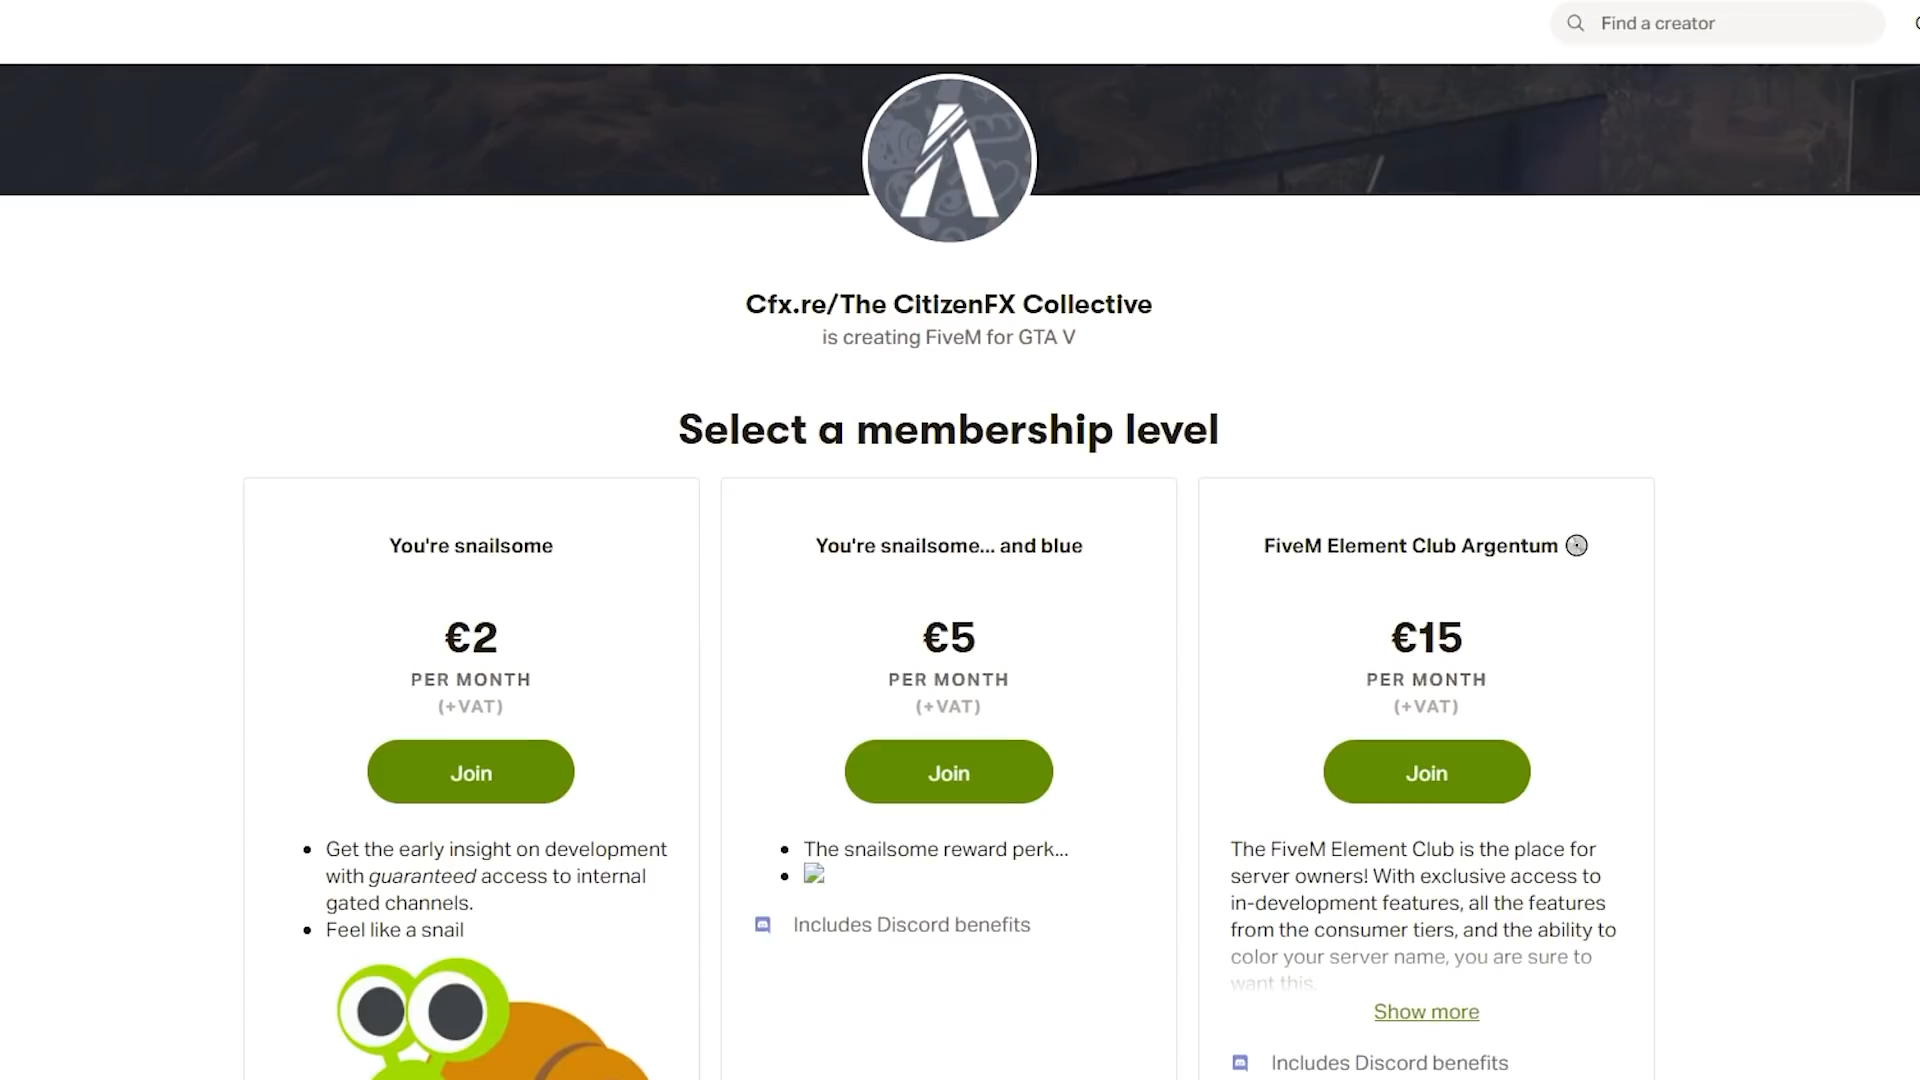 Find a creator
Cfx.re/The CitizenFX Collective
is creating FiveM for GTA V
Select a membership level
You're snailsome
€2
PER MONTH
(+VAT)
Join
• Get the early insight on development
with guaranteed access to internal
gated channels.
• Feel like a snail
You're snailsome... and blue
€5
PER MONTH
(+VAT)
Join
• The snailsome reward perk...
Includes Discord benefits
FiveM Element Club Argentum
€15
PER MONTH
(+VAT)
Join
The FiveM Element Club is the place for
server owners! With exclusive access to
in-development features, all the features
from the consumer tiers, and the ability to
color your server name, you are sure to
want this.
Show more
Includes Discord benefits